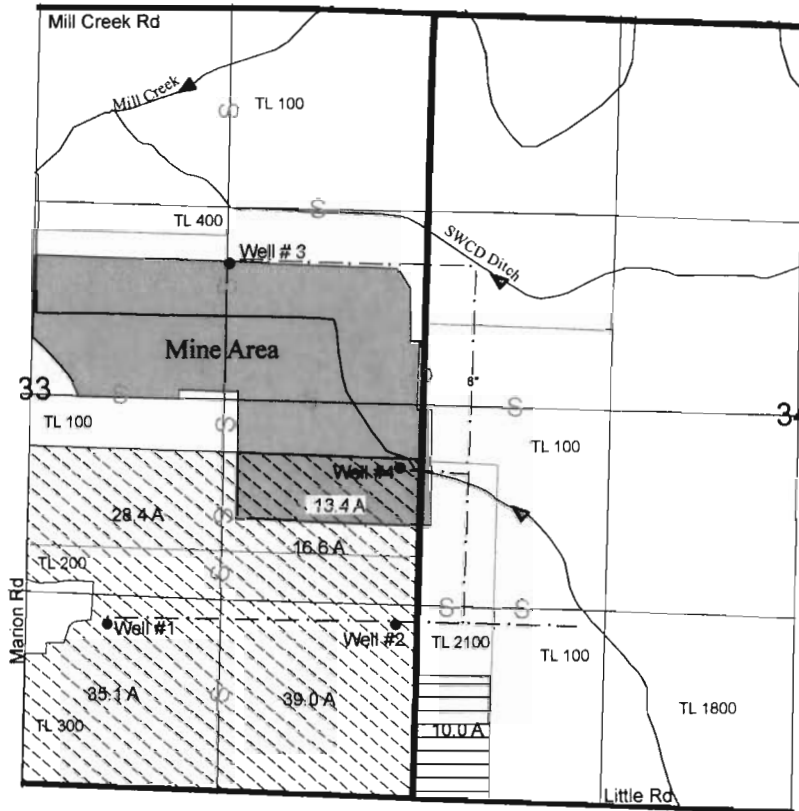 Mill Creek Rd
Mill Creek
TL 100
S
TL 400
S
SWCD Ditch
Well # 3
S
Mine Area
8"
33
S
S
34
TL 100
S
TL 100
Well #4
28.4 A
S
13.4 A
16.6 A
TL 200
S
Marion Rd
Well #1
Well #2
S
S
TL 2100
TL 100
35.1 A
S
39.0 A
TL 300
10.0 A
TL 1800
Little Rd